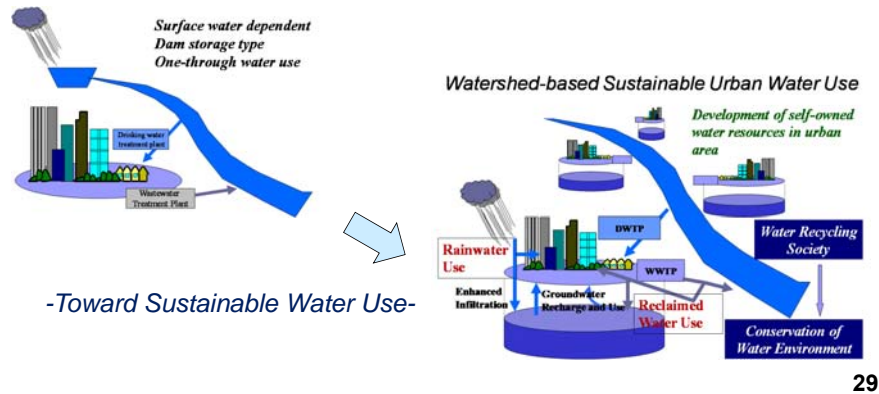 Surface water dependent
Dam storage type
One-through water use
Drinking water
treatment plant
Wastewater
Treatment Plant
-Toward Sustainable Water Use-
Watershed-based Sustainable Urban Water Use
Development of self-owned
water resources in urban
area
DWTP
Water Recycling
Society
Rainwater
Use
WWTP
Enhanced
Infiltration
Groundwater
Recharge and Use
Reclaimed
Water Use
Conservation of
Water Environment
29